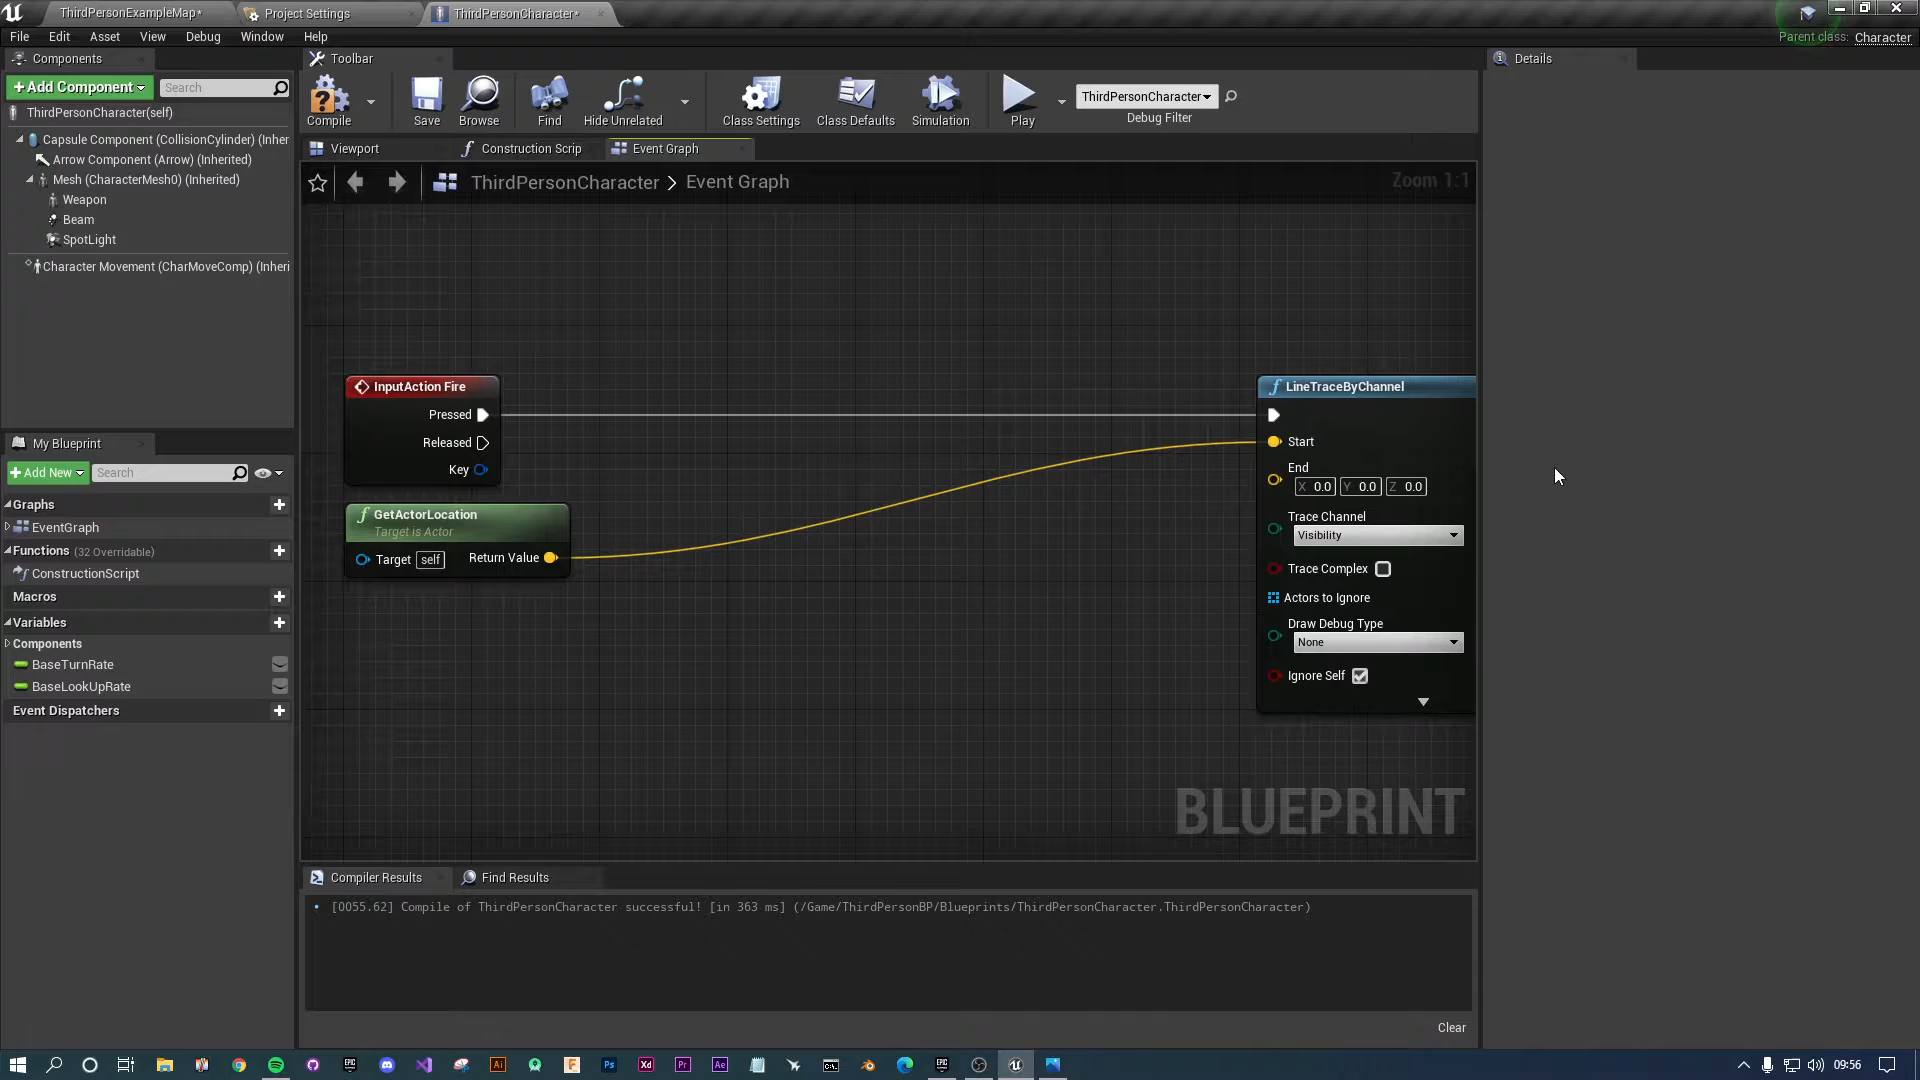 ThirdPersonExampleMap*
Project Settings
ThirdPersonCharacter*
File Edit Asset View Debug Window Help
Parent class: Character
Components
Toolbar
Details
+Add Component
Search
ThirdPersonCharacter(self)
Capsule Component (CollisionCylinder) (Inher
Arrow Component (Arrow) (Inherited)
Mesh (CharacterMesh0) (Inherited)
Weapon
Beam
SpotLight
Character Movement (CharMoveComp) (Inheri
Compile
Save
Browse
Find
Hide Unrelated
Class Settings
Class Defaults
Simulation
Play
ThirdPersonCharacter
Debug Filter
Viewport
Construction Scrip
Event Graph
ThirdPersonCharacter > Event Graph
Zoom 1:1
InputAction Fire
Pressed
Released
Key
GetActorLocation
Target is Actor
Target self
Return Value
LineTraceByChannel
Start
End
X 0.0 Y 0.0 Z 0.0
Trace Channel
Visibility
Trace Complex
Actors to Ignore
Draw Debug Type
None
Ignore Self
BLUEPRINT
My Blueprint
+Add New
Search
Graphs
EventGraph
Functions (32 Overridable)
ConstructionScript
Macros
Variables
Components
BaseTurnRate
BaseLookUpRate
Event Dispatchers
Compiler Results
Find Results
[0055.62] Compile of ThirdPersonCharacter successful! [in 363 ms] (/Game/ThirdPersonBP/Blueprints/ThirdPersonCharacter.ThirdPersonCharacter)
Clear
EPIC
Ai
Ps
Xd
Pr
Ae
EPIC
09:56